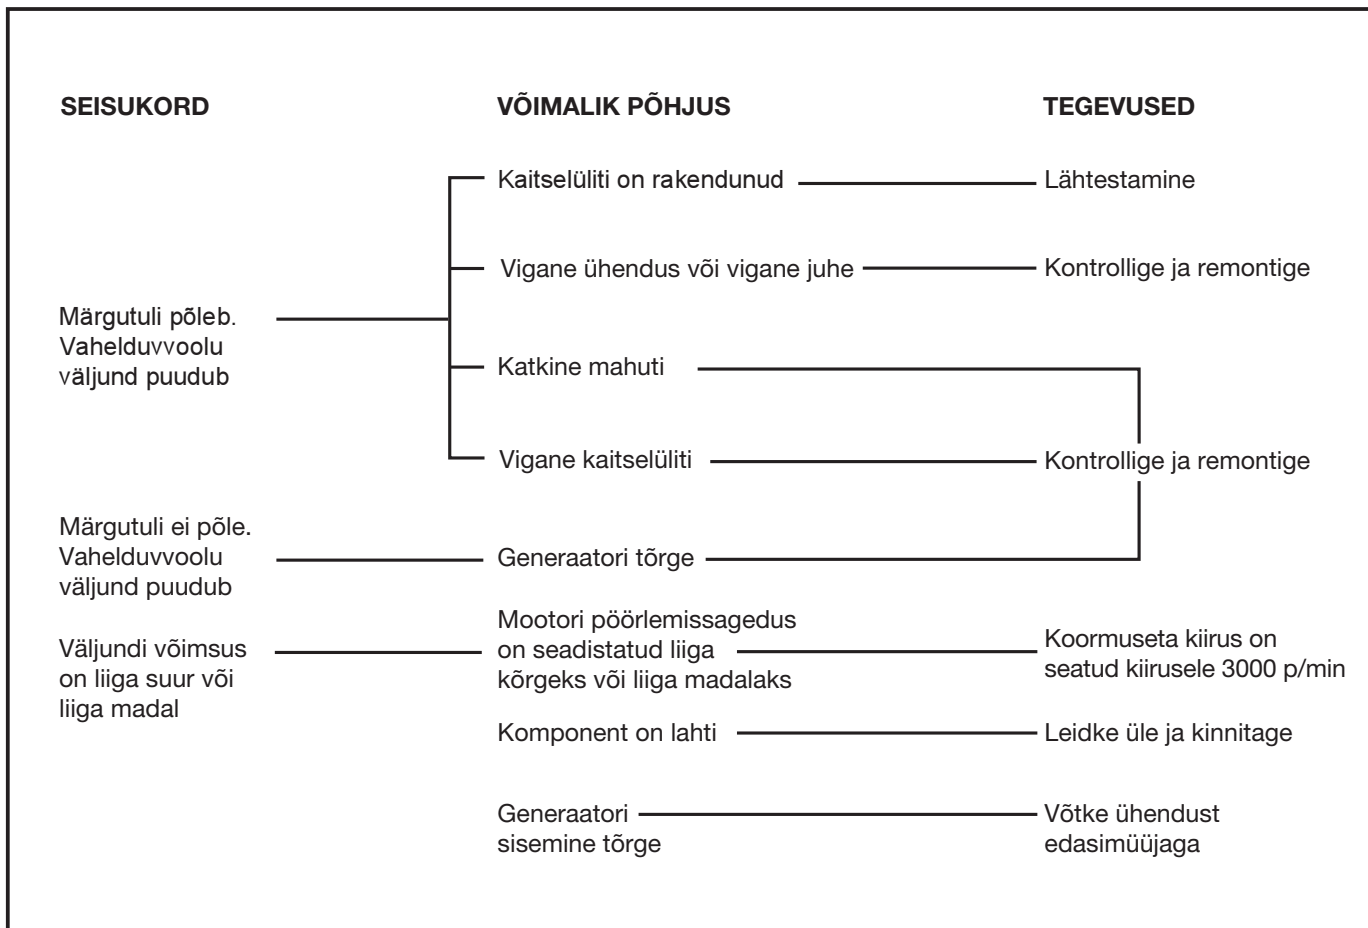 SEISUKORD
VÕIMALIK PÕHJUS
TEGEVUSED
Kaitselüliti on rakendunud
Lähtestamine
Vigane ühendus või vigane juhe
Kontrollige ja remontige
Märgutuli põleb.
Vahelduvvoolu
väljund puudub
Katkine mahuti
Vigane kaitselüliti
Kontrollige ja remontige
Märgutuli ei põle.
Vahelduvvoolu
väljund puudub
Generaatori tõrge
Väljundi võimsus
on liiga suur või
liiga madal
Mootori pöörlemissagedus
on seadistatud liiga
kõrgeks või liiga madalaks
Koormuseta kiirus on
seatud kiirusele 3000 p/min
Komponent on lahti
Leidke üle ja kinnitage
Generaatori
sisemine tõrge
Võtke ühendust
edasimüüjaga